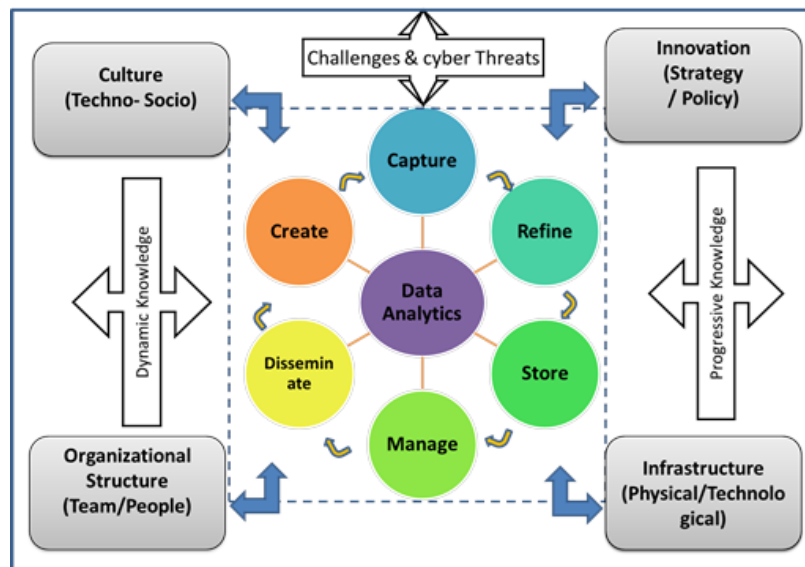 Challenges & cyber Threats
Culture
(Techno- Socio)
Innovation
(Strategy
/ Policy)
Capture
Create
Refine
Data
Analytics
Dissemin
ate
Store
Manage
Dynamic Knowledge
Progressive Knowledge
Organizational
Structure
(Team/People)
Infrastructure
(Physical/Technolo
gical)